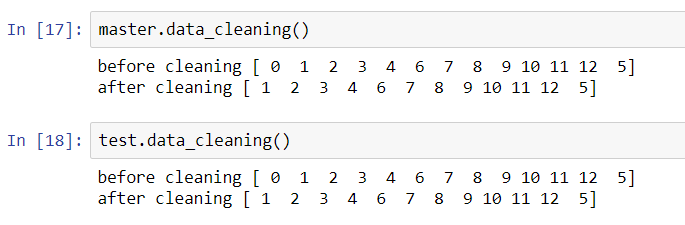 In [17]: master.data_cleaning()
before cleaning [ 0  1  2  3  4  6  7  8  9 10 11 12  5]
after cleaning [ 1  2  3  4  6  7  8  9 10 11 12  5]
In [18]: test.data_cleaning()
before cleaning [ 0  1  2  3  4  6  7  8  9 10 11 12  5]
after cleaning [ 1  2  3  4  6  7  8  9 10 11 12  5]